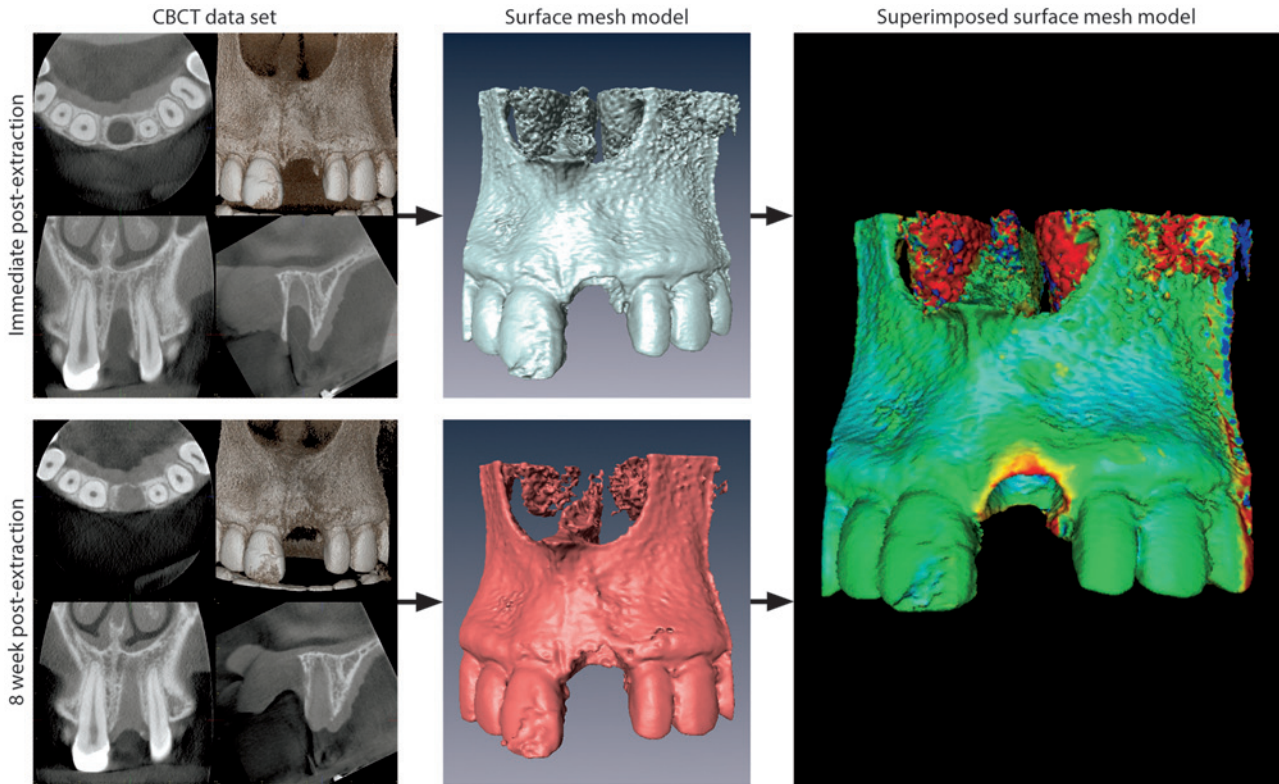 CBCT data set
Surface mesh model
Superimposed surface mesh model
Immediate post-extraction
8 week post-extraction